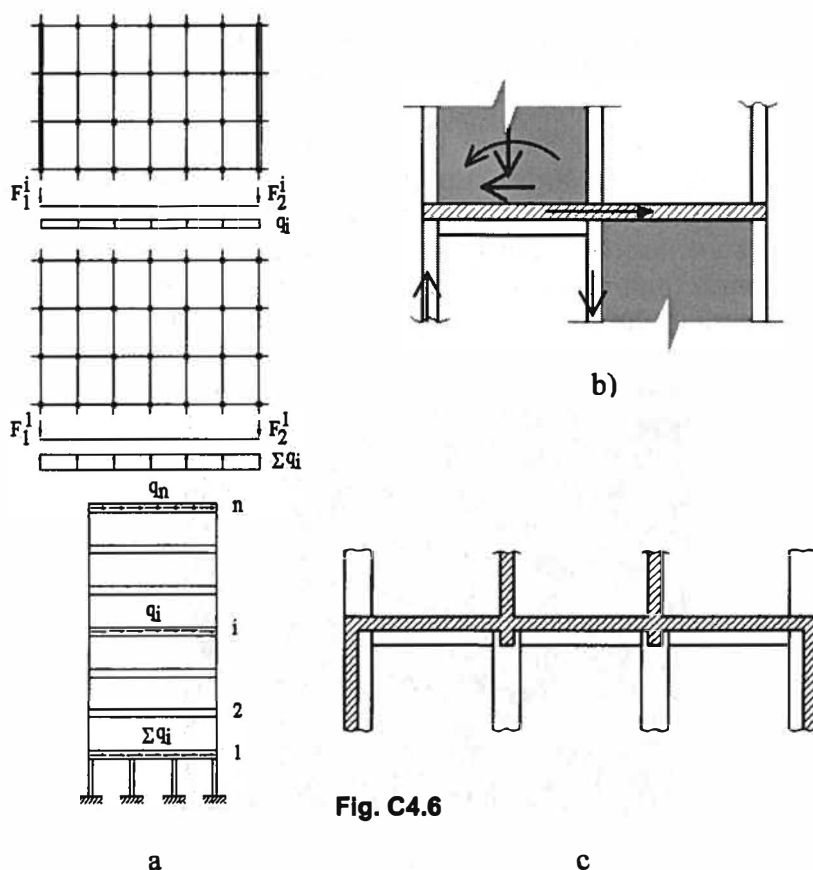 F₁ⁱ F₂ⁱ
qᵢ
F₁¹ F₂¹
Σqᵢ
qₙ
n
qᵢ
i
2
Σqᵢ
1
a
b)
Fig. C4.6
c